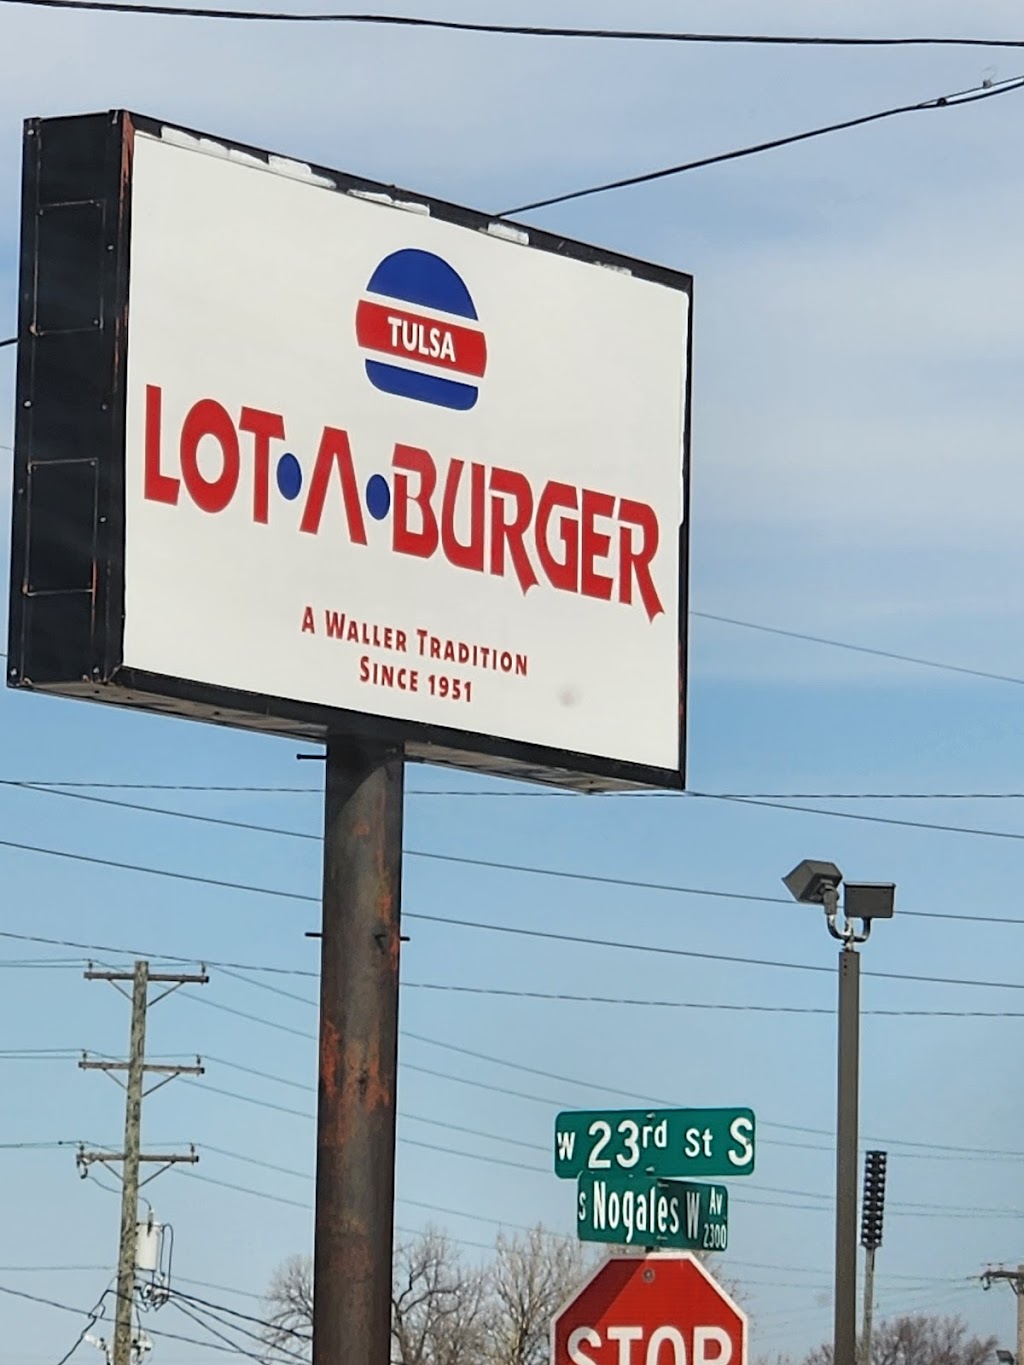 TULSA
LOT•A•BURGER
A WALLER TRADITION
SINCE 1951
W 23rd St S
S Nogales W Av 2300
STOP